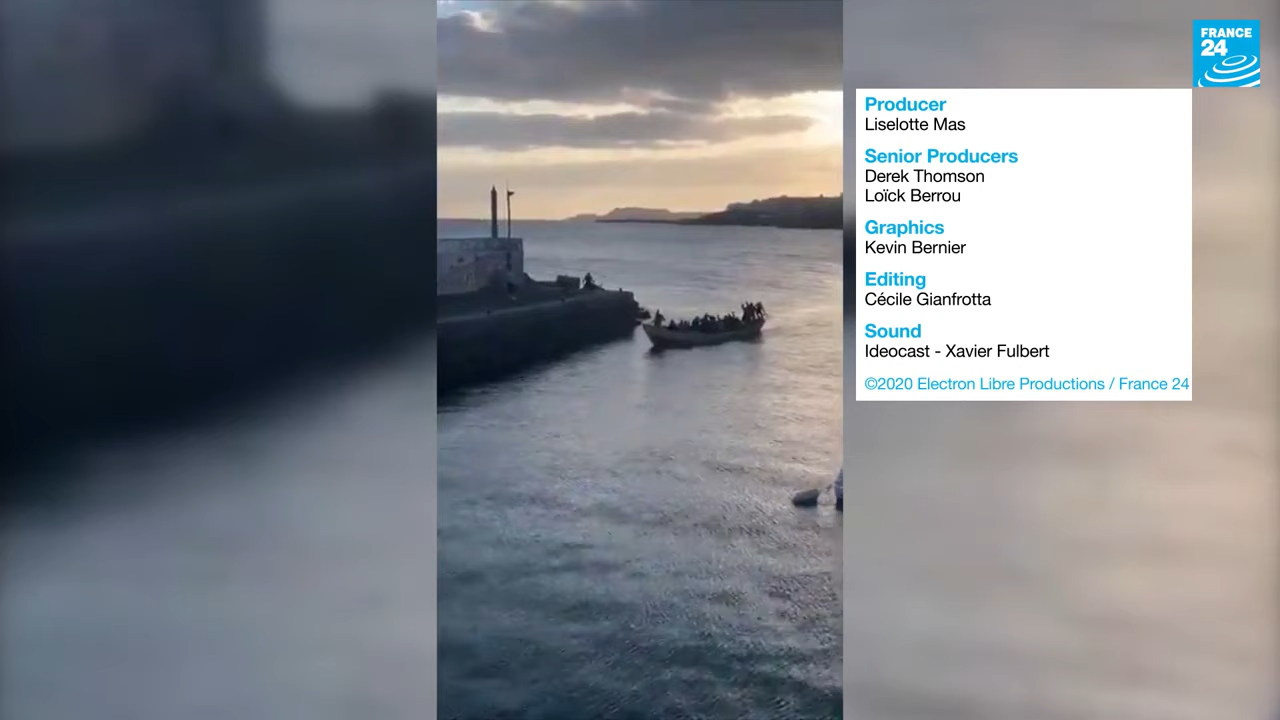 FRANCE
24
Producer
Liselotte Mas
Senior Producers
Derek Thomson
Loïck Berrou
Graphics
Kevin Bernier
Editing
Cécile Gianfrotta
Sound
Ideocast - Xavier Fulbert
©2020 Electron Libre Productions / France 24